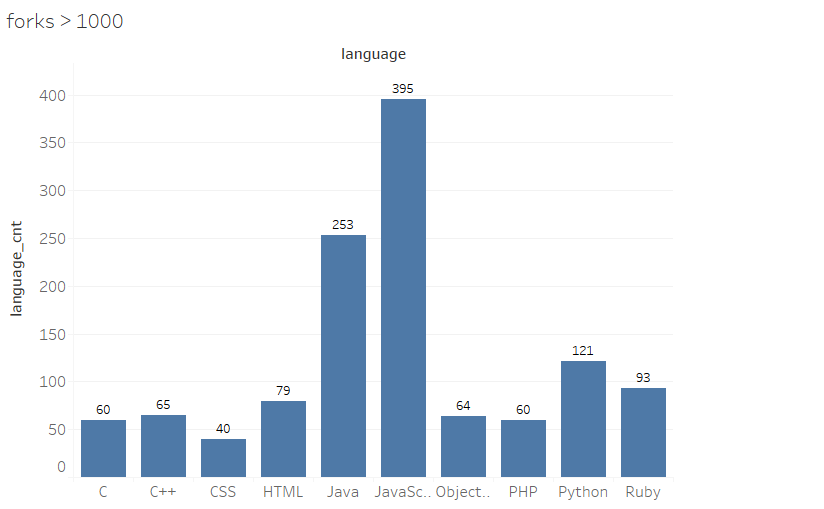 forks > 1000
language
language_cnt
400
350
300
250
200
150
100
50
0
60
65
40
79
253
395
64
60
121
93
C
C++
CSS
HTML
Java
JavaSc..
Object..
PHP
Python
Ruby